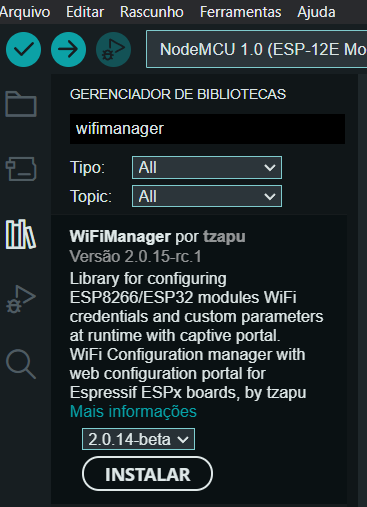 Arquivo Editar Rascunho Ferramentas Ajuda
NodeMCU 1.0 (ESP-12E Mo
GERENCIADOR DE BIBLIOTECAS
wifimanager
Tipo: All
Topic: All
WiFiManager por tzapu
Versão 2.0.15-rc.1
Library for configuring
ESP8266/ESP32 modules WiFi
credentials and custom parameters
at runtime with captive portal.
WiFi Configuration manager with
web configuration portal for
Espressif ESPx boards, by tzapu
Mais informações
2.0.14-beta
INSTALAR